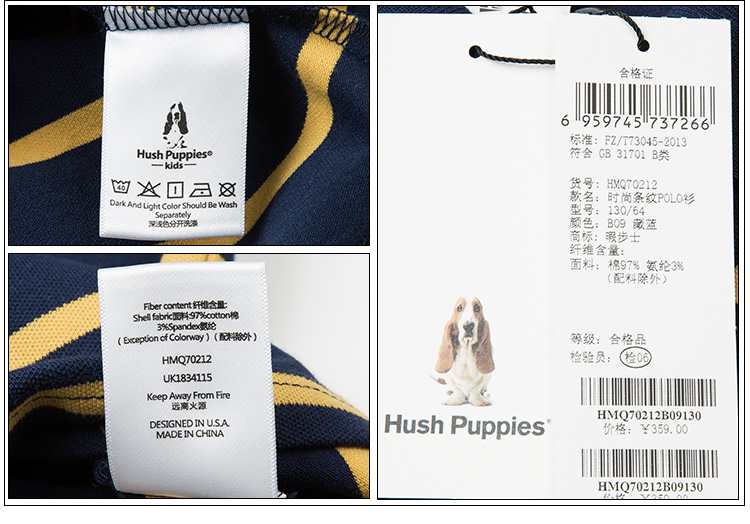 Hush Puppies®
kids
40
Dark And Light Color Should Be Wash
Separately
深浅色分开洗涤
Fiber content 纤维含量:
Shell fabric面料:97%cotton棉
3%Spandex氨纶
( Exception of Colorway ) (配料除外)
HMQ70212
UK1834115
Keep Away From Fire
远离火源
DESIGNED IN U.S.A.
MADE IN CHINA
Hush Puppies®
合格证
6 959745 737266
标准: FZ/T73045-2013
符合 GB 31701 B类
货号: HMQ70212
款名: 时尚条纹POLO衫
型号: 130/64
颜色: B09 藏蓝
商标: 暇步士
纤维含量:
面料: 棉97% 氨纶3%
(配料除外)
等级: 合格品
检验员: 检06
HMQ70212B09130
价格: ¥359.00
HMQ70212B09130
价格: ¥359.00